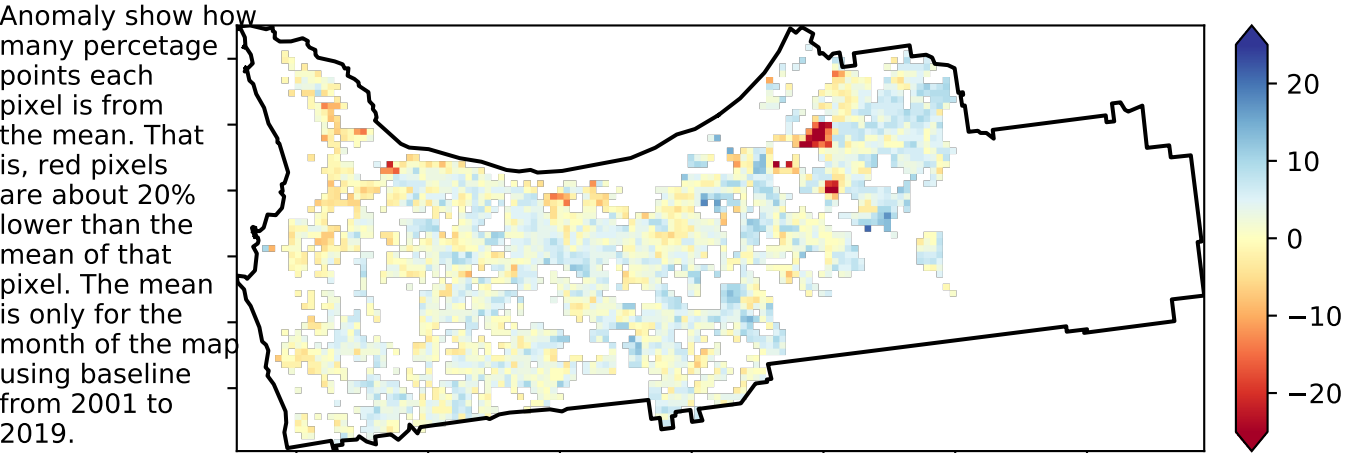 Anomaly show how
many percetage
points each
pixel is from
the mean. That
is, red pixels
are about 20%
lower than the
mean of that
pixel. The mean
is only for the
month of the map
using baseline
from 2001 to
2019.
20
10
0
−10
−20